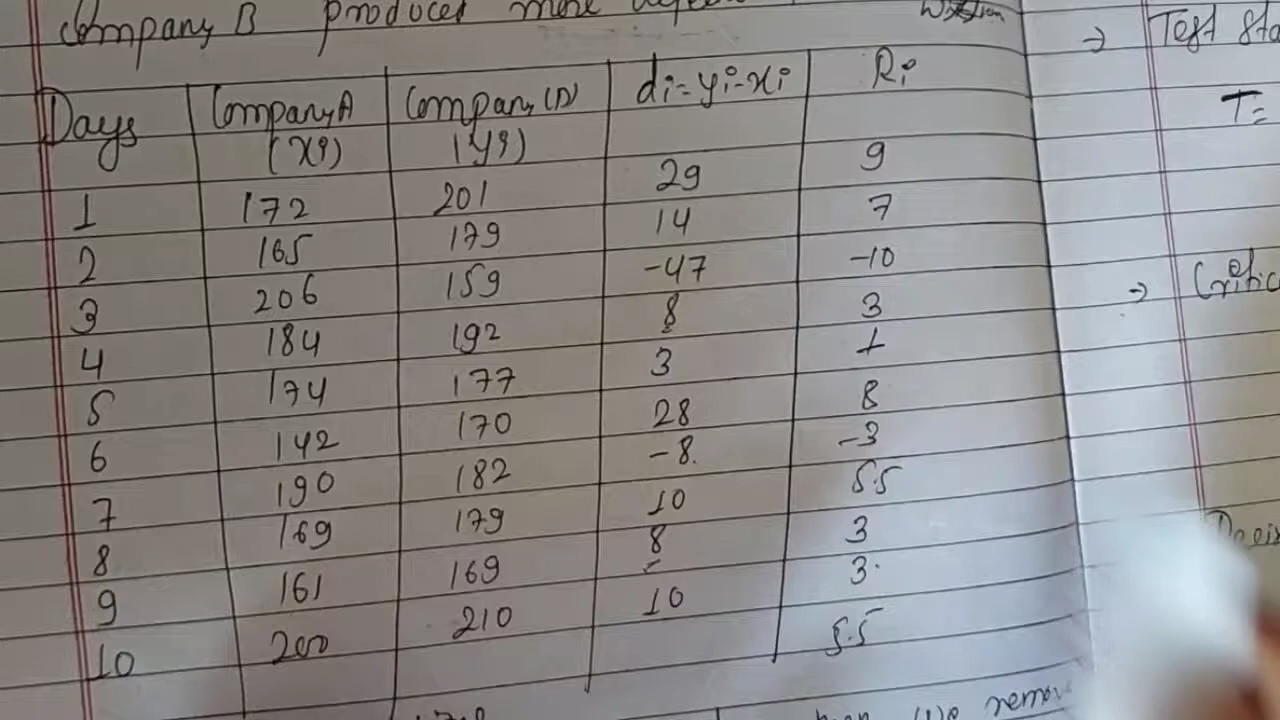 Company B produces more
→ Test
Days Company A Company (B) di = yi - xi Ri
(xi) (yi)
T =
1 172 201 29 9
2 165 179 14 7
3 206 159 -47 -10
4 184 192 8 3
5 174 177 3 1
6 142 170 28 8
7 190 182 -8 -3
8 169 179 10 5.5
9 161 169 8 3
10 200 210 10 3.
5.5
→